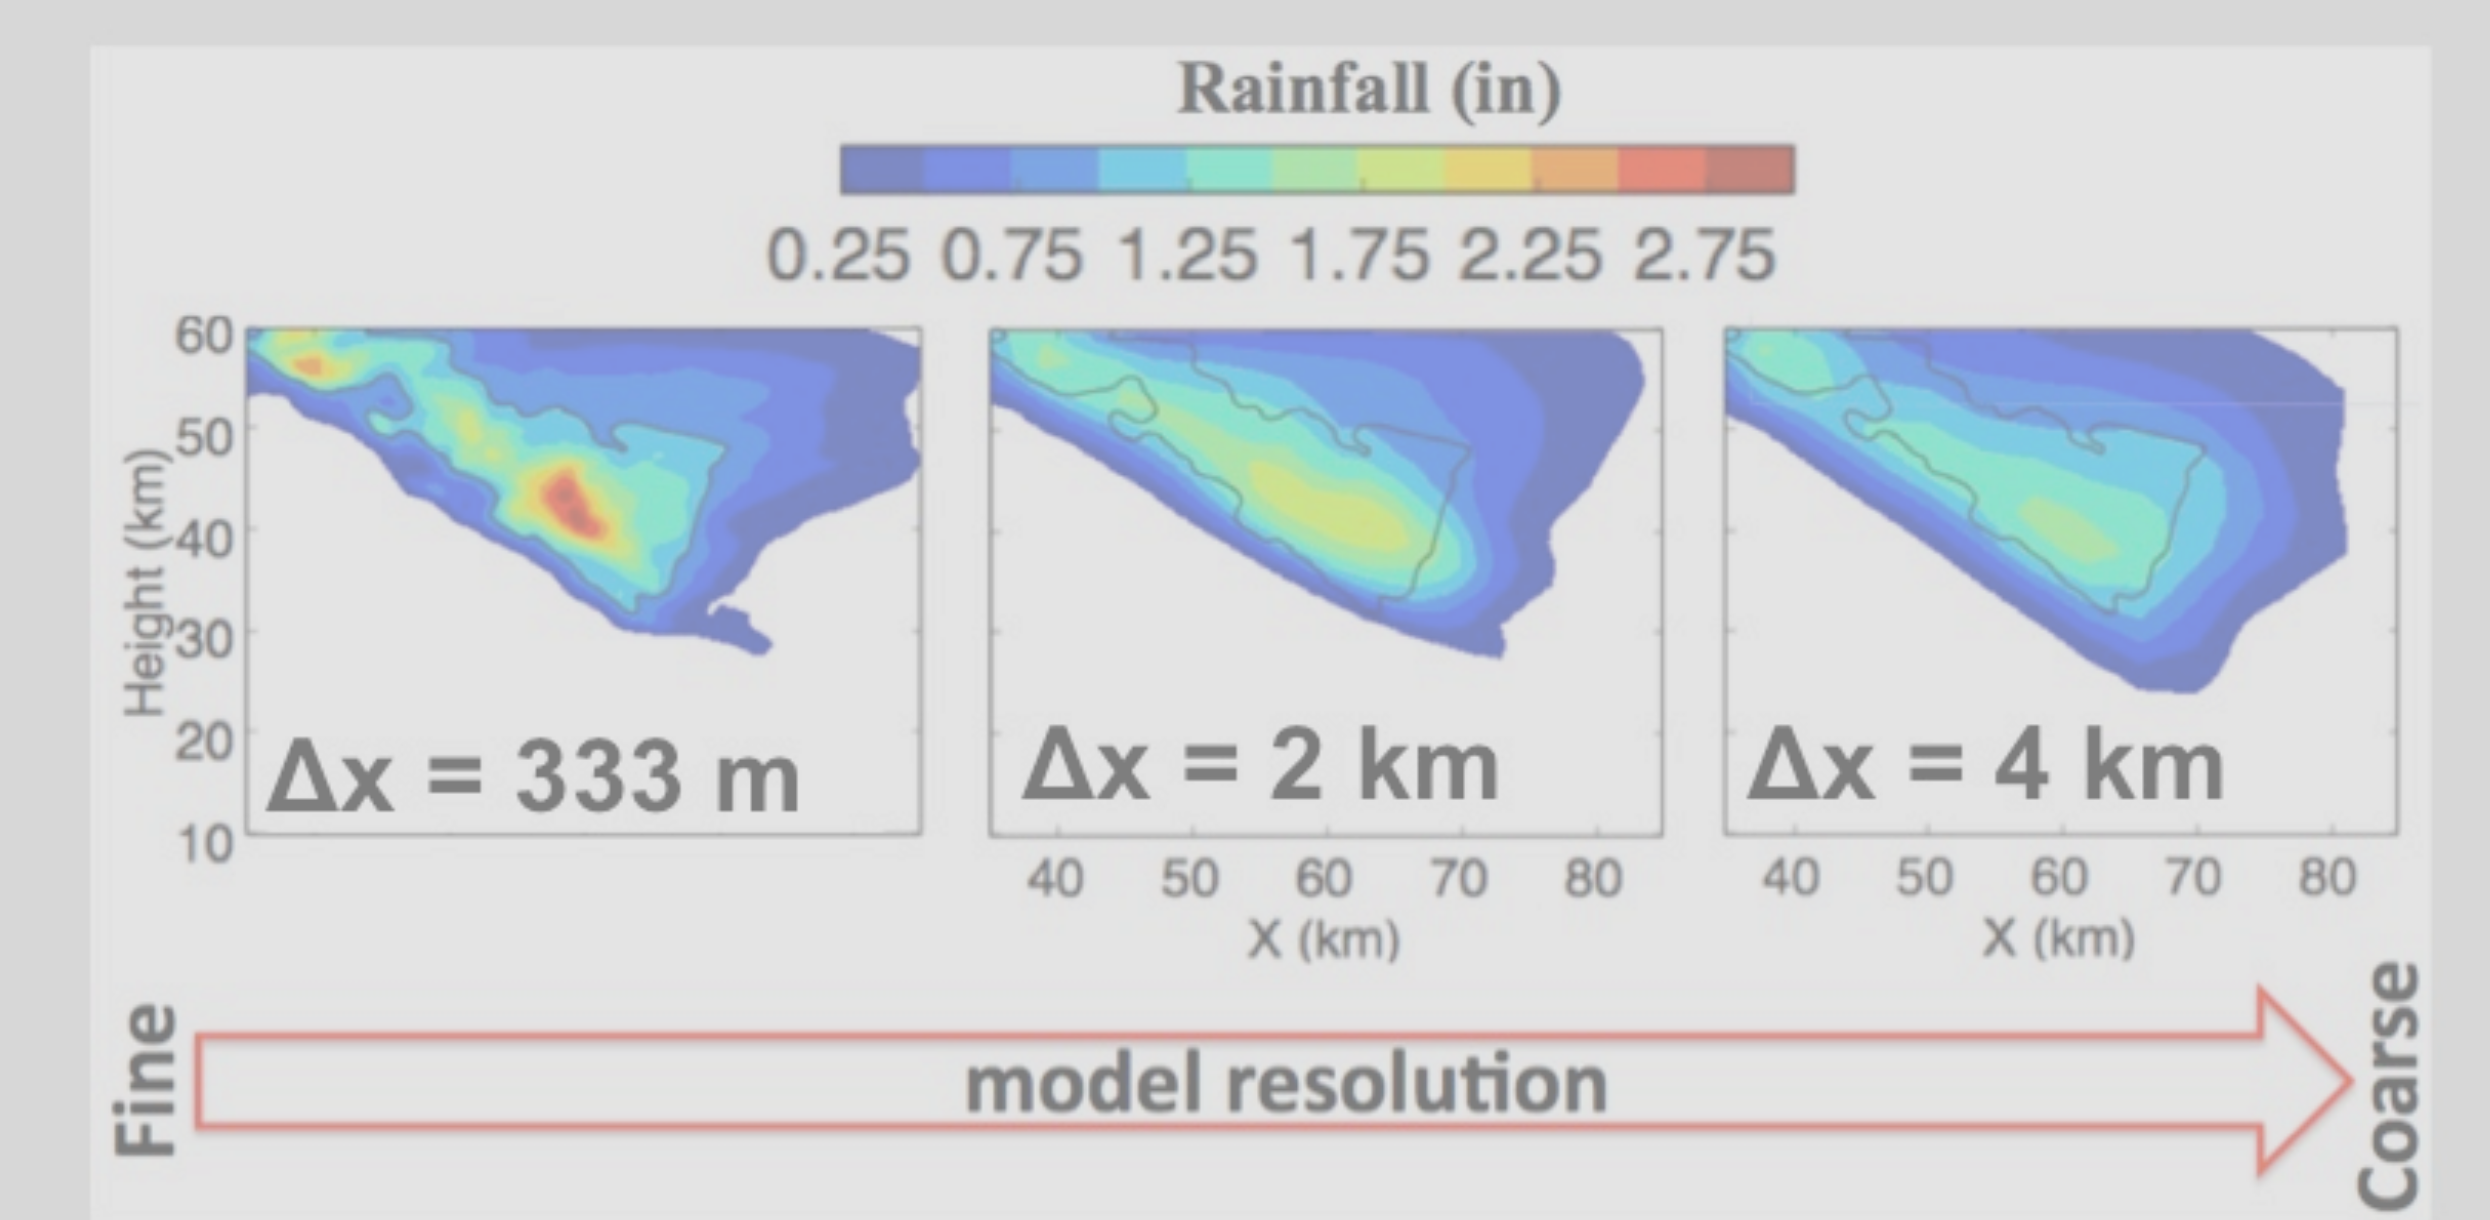 Rainfall (in)
0.25 0.75 1.25 1.75 2.25 2.75
Height (km)
60
50
40
30
20
10
Δx = 333 m
Δx = 2 km
40 50 60 70 80
X (km)
Δx = 4 km
40 50 60 70 80
X (km)
Fine
model resolution
Coarse